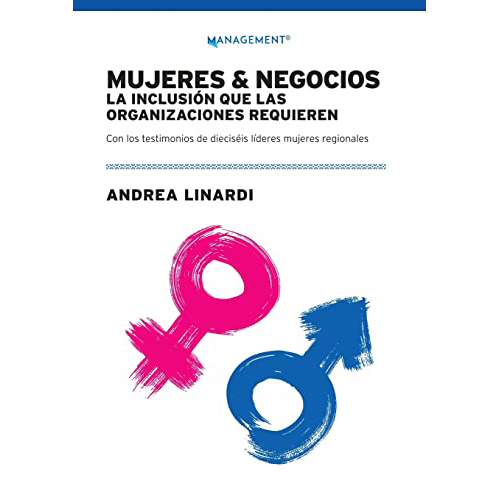 MANAGEMENT®
MUJERES & NEGOCIOS
LA INCLUSIÓN QUE LAS
ORGANIZACIONES REQUIEREN
Con los testimonios de dieciséis líderes mujeres regionales
ANDREA LINARDI